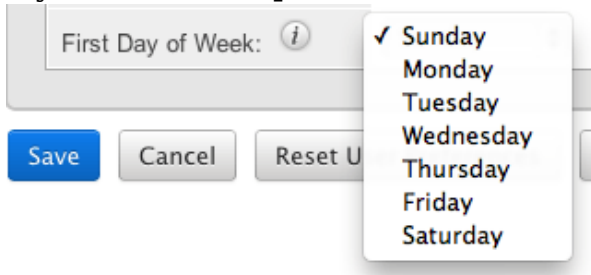 First Day of Week: i ✓ Sunday
Monday
Tuesday
Wednesday
Thursday
Friday
Saturday
Save Cancel Reset U